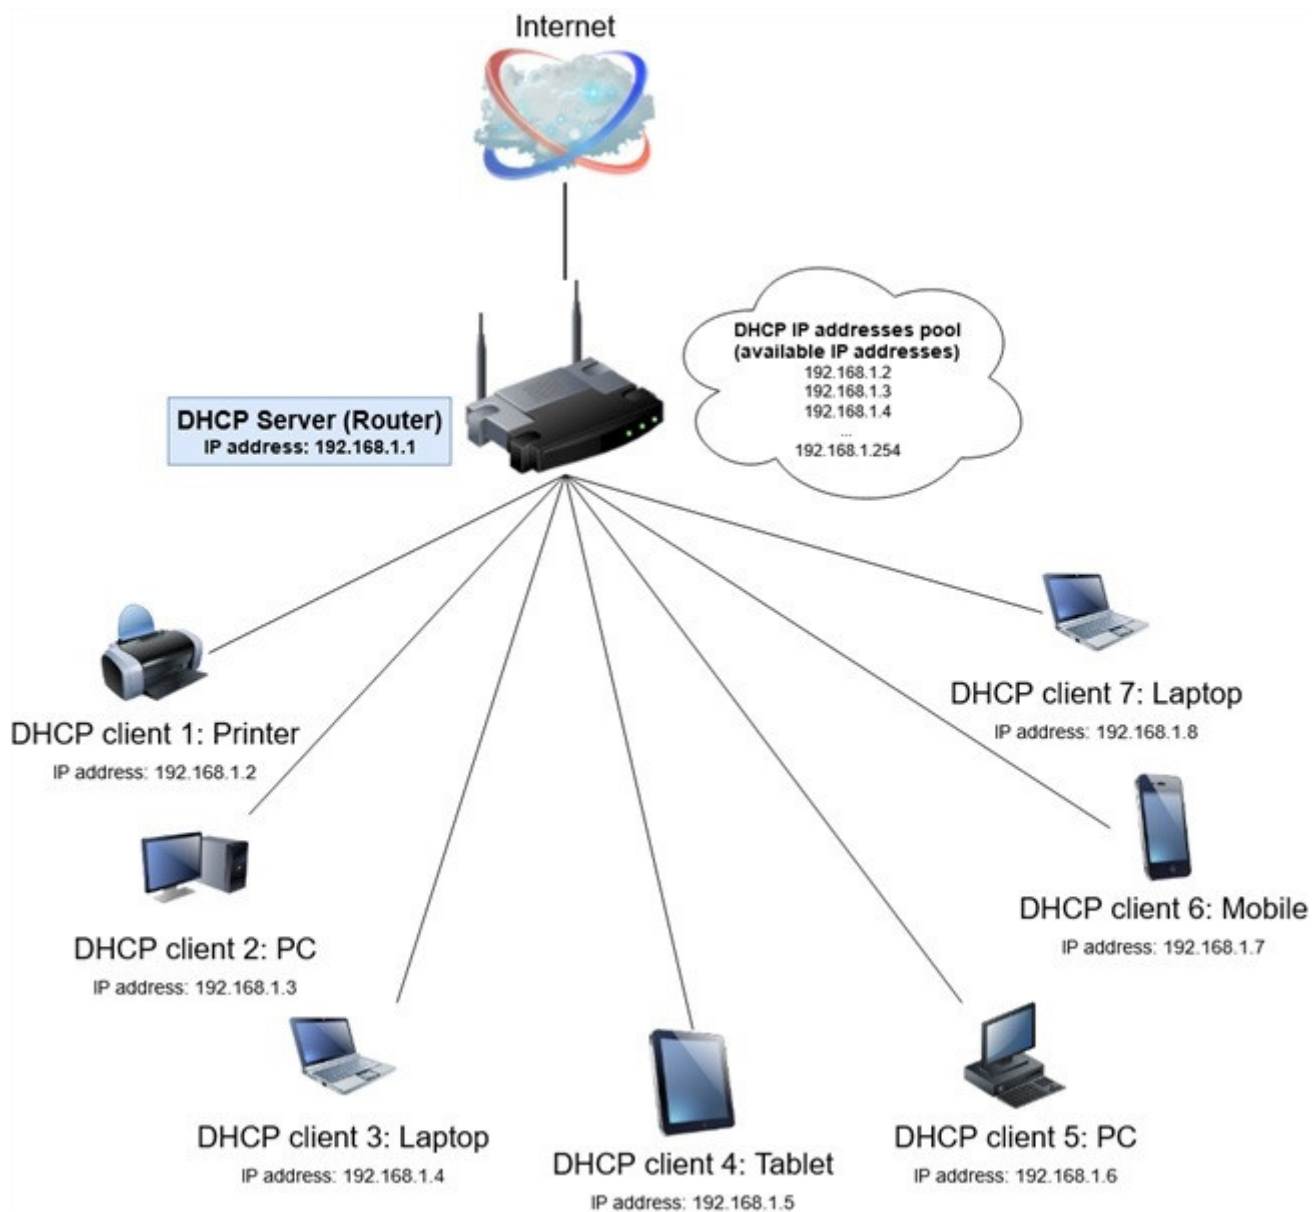 Internet
DHCP IP addresses pool
(available IP addresses)
192.168.1.2
192.168.1.3
192.168.1.4
...
192.168.1.254
DHCP Server (Router)
IP address: 192.168.1.1
DHCP client 1: Printer
IP address: 192.168.1.2
DHCP client 2: PC
IP address: 192.168.1.3
DHCP client 3: Laptop
IP address: 192.168.1.4
DHCP client 4: Tablet
IP address: 192.168.1.5
DHCP client 5: PC
IP address: 192.168.1.6
DHCP client 6: Mobile
IP address: 192.168.1.7
DHCP client 7: Laptop
IP address: 192.168.1.8